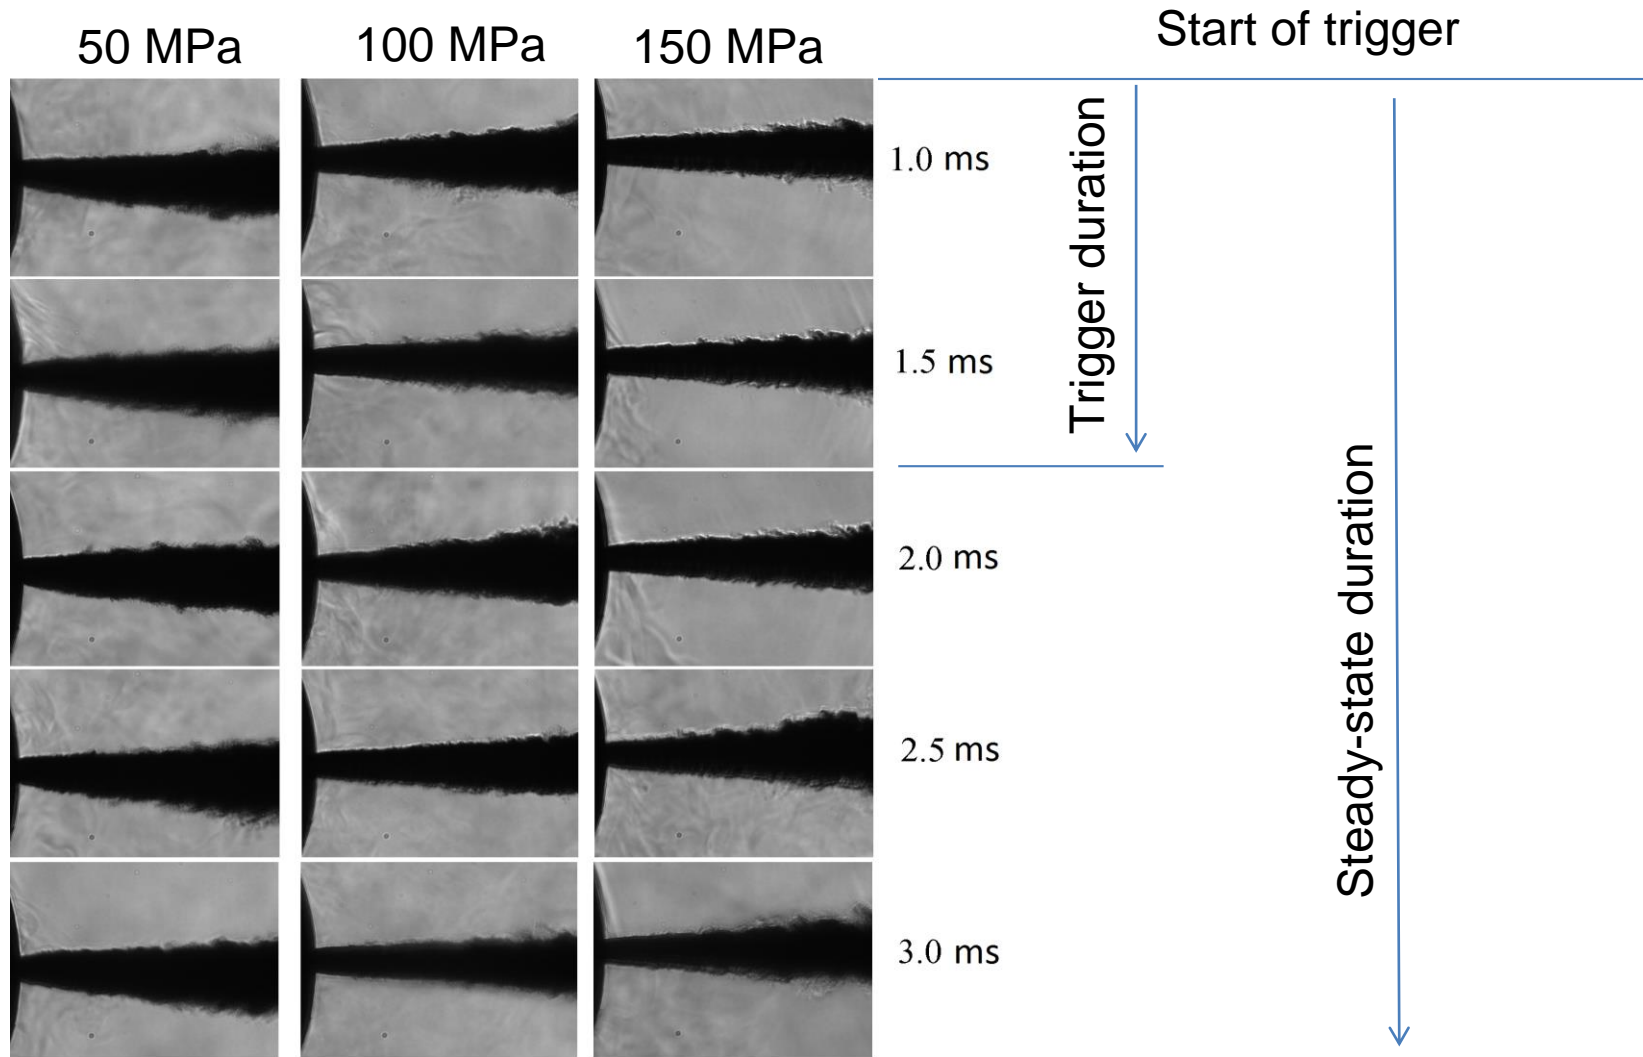 50 MPa
100 MPa
150 MPa
Start of trigger
1.0 ms
1.5 ms
2.0 ms
2.5 ms
3.0 ms
Trigger duration
Steady-state duration